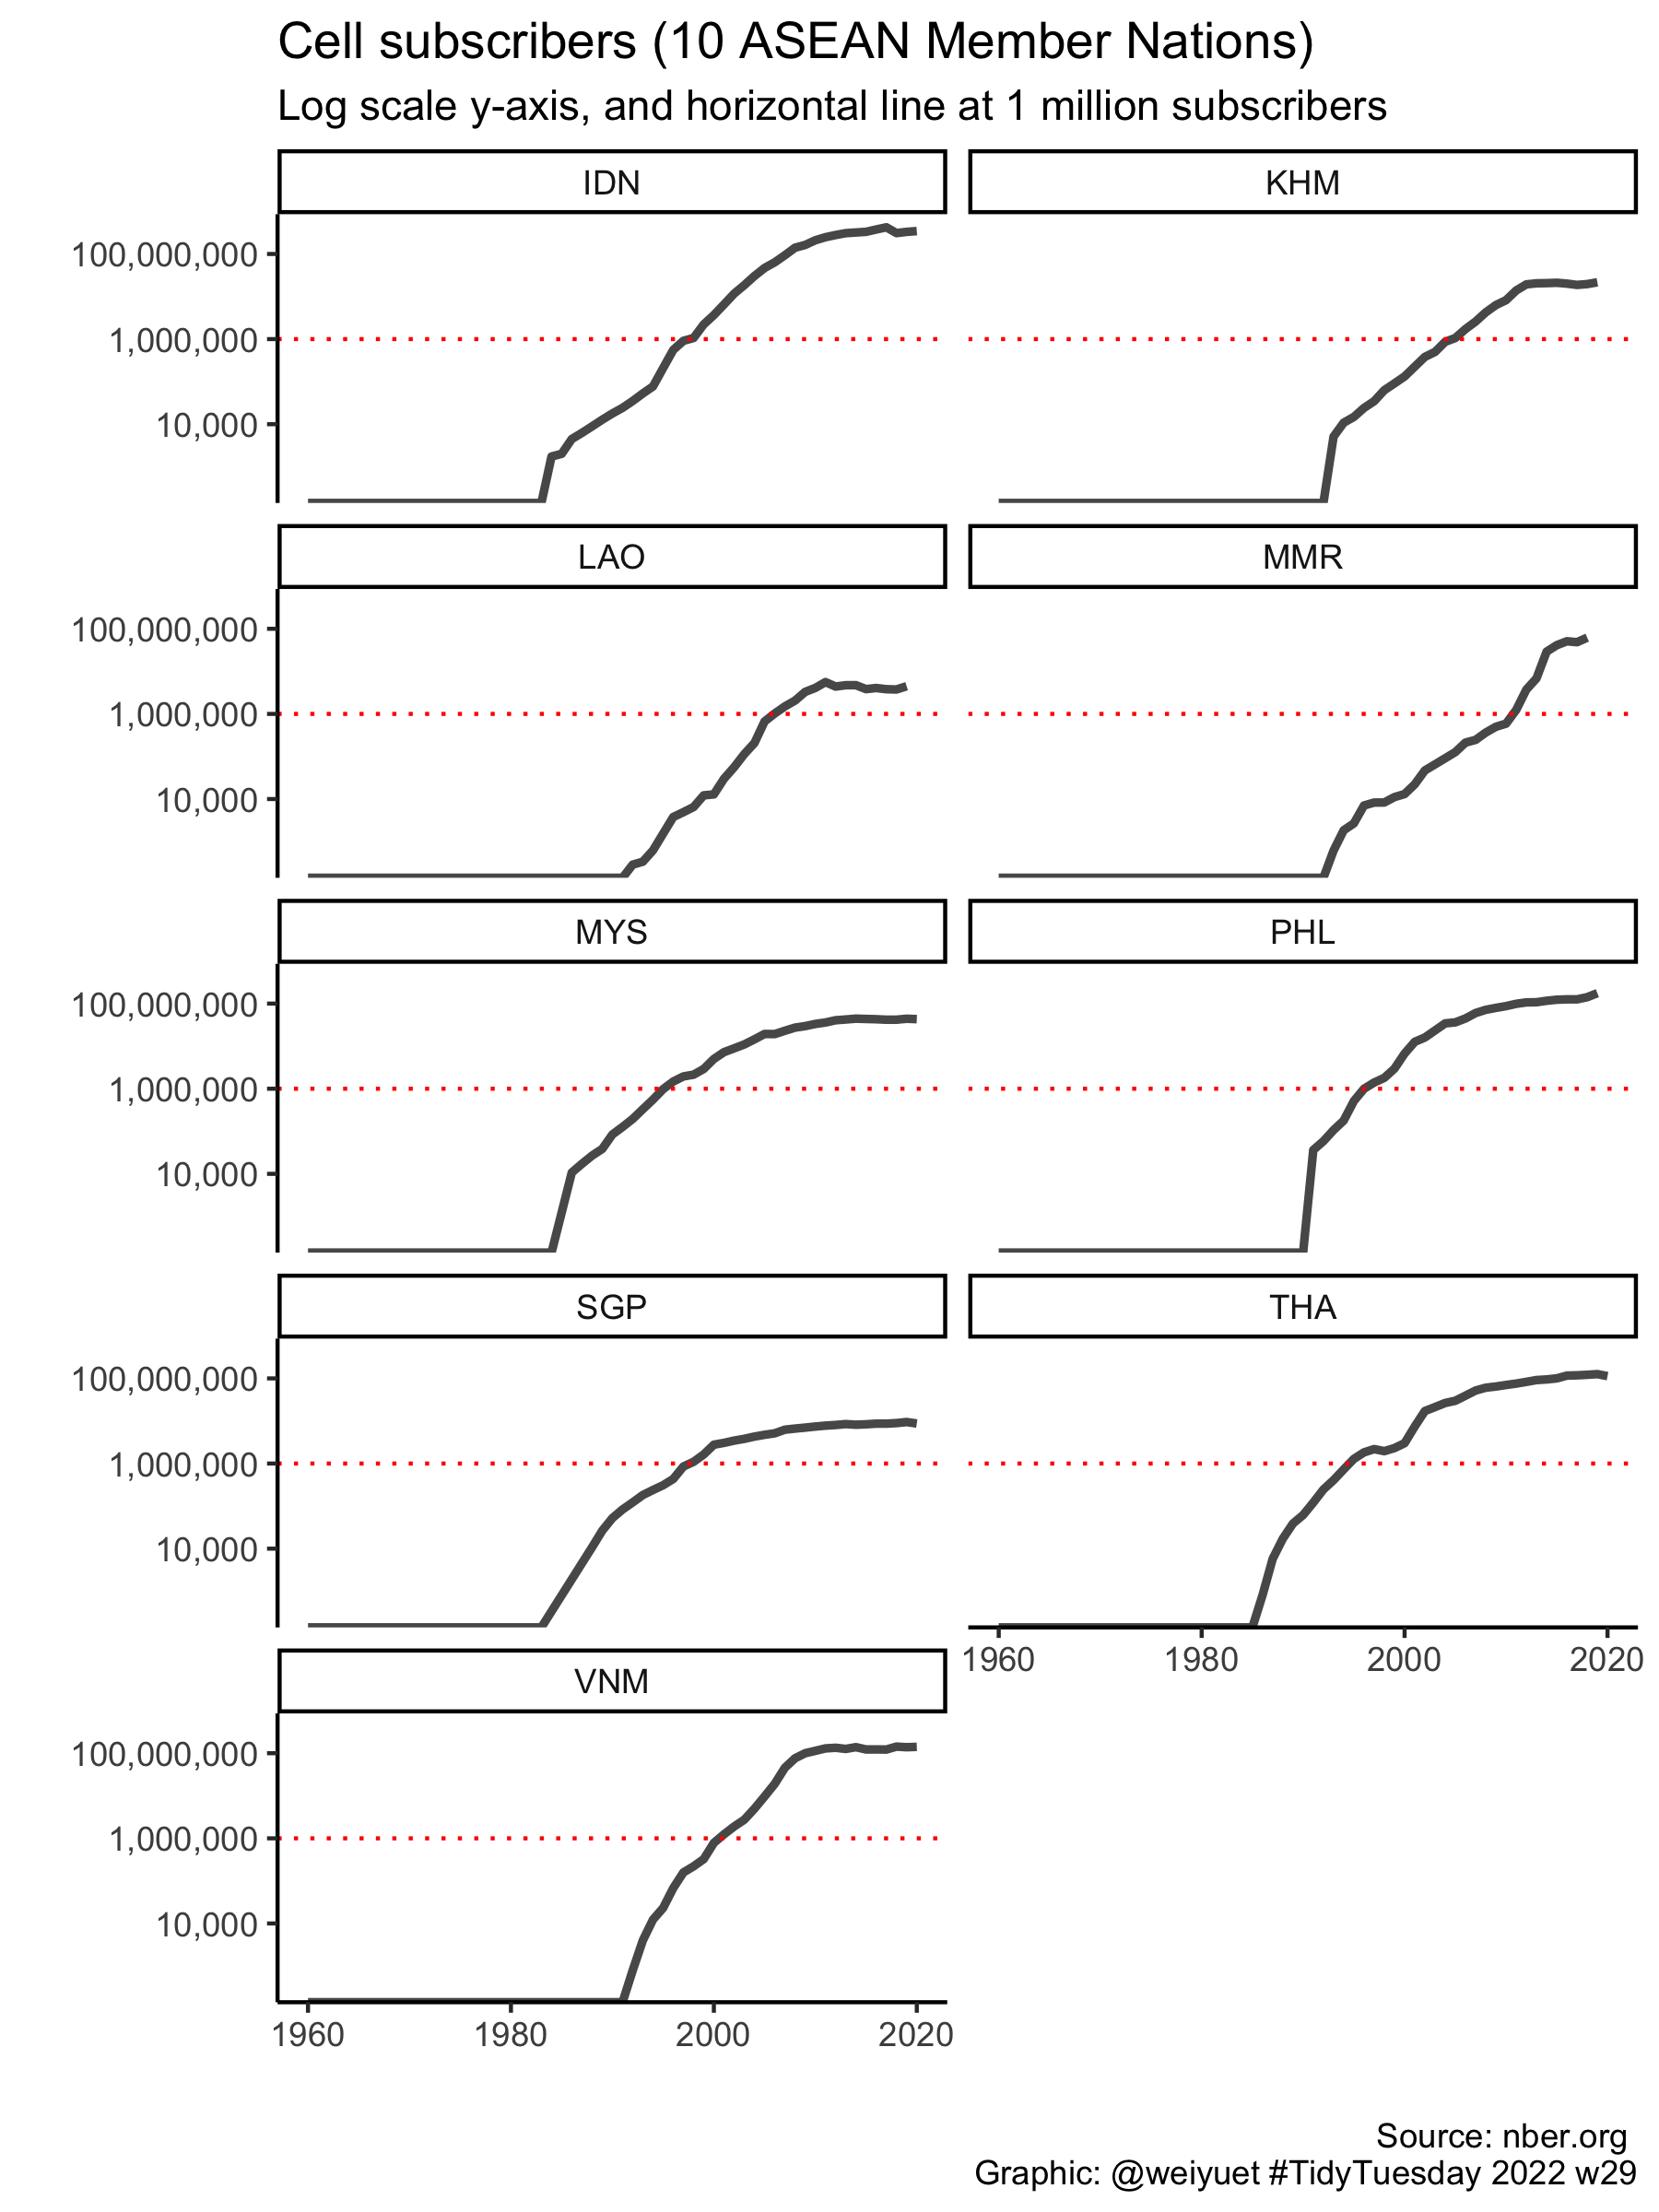 Cell subscribers (10 ASEAN Member Nations)
Log scale y-axis, and horizontal line at 1 million subscribers
IDN
KHM
100,000,000
1,000,000
10,000
LAO
MMR
100,000,000
1,000,000
10,000
MYS
PHL
100,000,000
1,000,000
10,000
SGP
THA
100,000,000
1,000,000
10,000
1960 1980 2000 2020
VNM
100,000,000
1,000,000
10,000
1960 1980 2000 2020
Source: nber.org
Graphic: @weiyuet #TidyTuesday 2022 w29